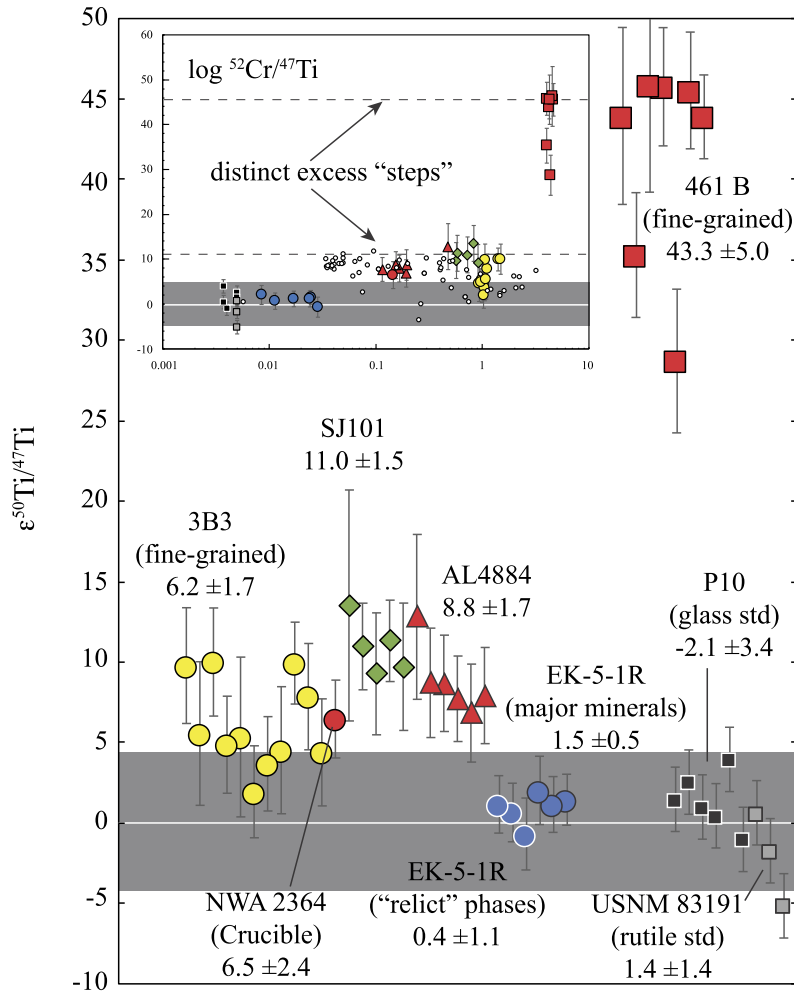 50
45
40
35
30
25
20
15
10
5
0
-5
-10
ε⁵⁰Ti/⁴⁷Ti
60
50
40
30
20
10
0
-10
0.001
0.01
0.1
1
10
log ⁵²Cr/⁴⁷Ti
distinct excess “steps”
461 B
(fine-grained)
43.3 ±5.0
SJ101
11.0 ±1.5
3B3
(fine-grained)
6.2 ±1.7
AL4884
8.8 ±1.7
P10
(glass std)
-2.1 ±3.4
EK-5-1R
(major minerals)
1.5 ±0.5
NWA 2364
(Crucible)
6.5 ±2.4
EK-5-1R
(“relict” phases)
0.4 ±1.1
USNM 83191
(rutile std)
1.4 ±1.4